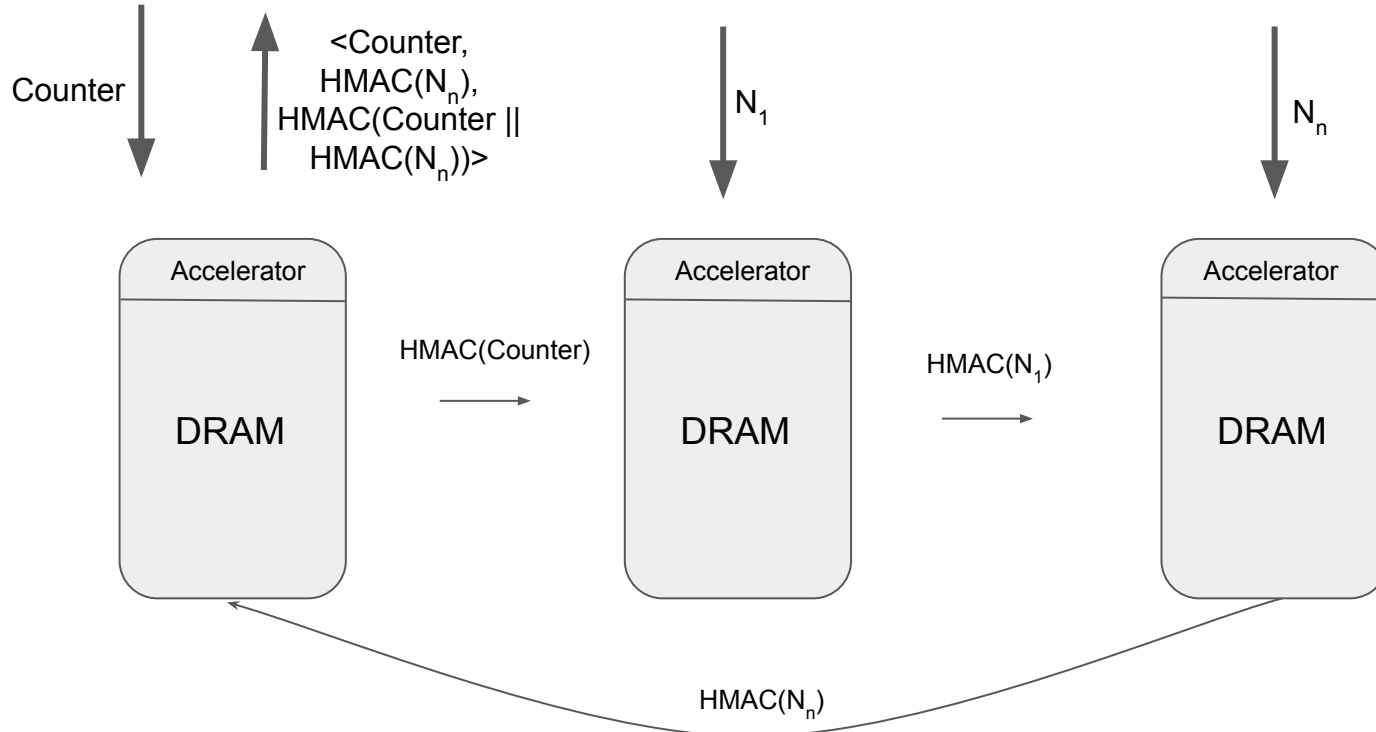 Counter
<Counter,
HMAC(Nₙ),
HMAC(Counter ||
HMAC(Nₙ))>
N₁
Nₙ
Accelerator
Accelerator
Accelerator
HMAC(Counter)
HMAC(N₁)
DRAM
DRAM
DRAM
HMAC(Nₙ)